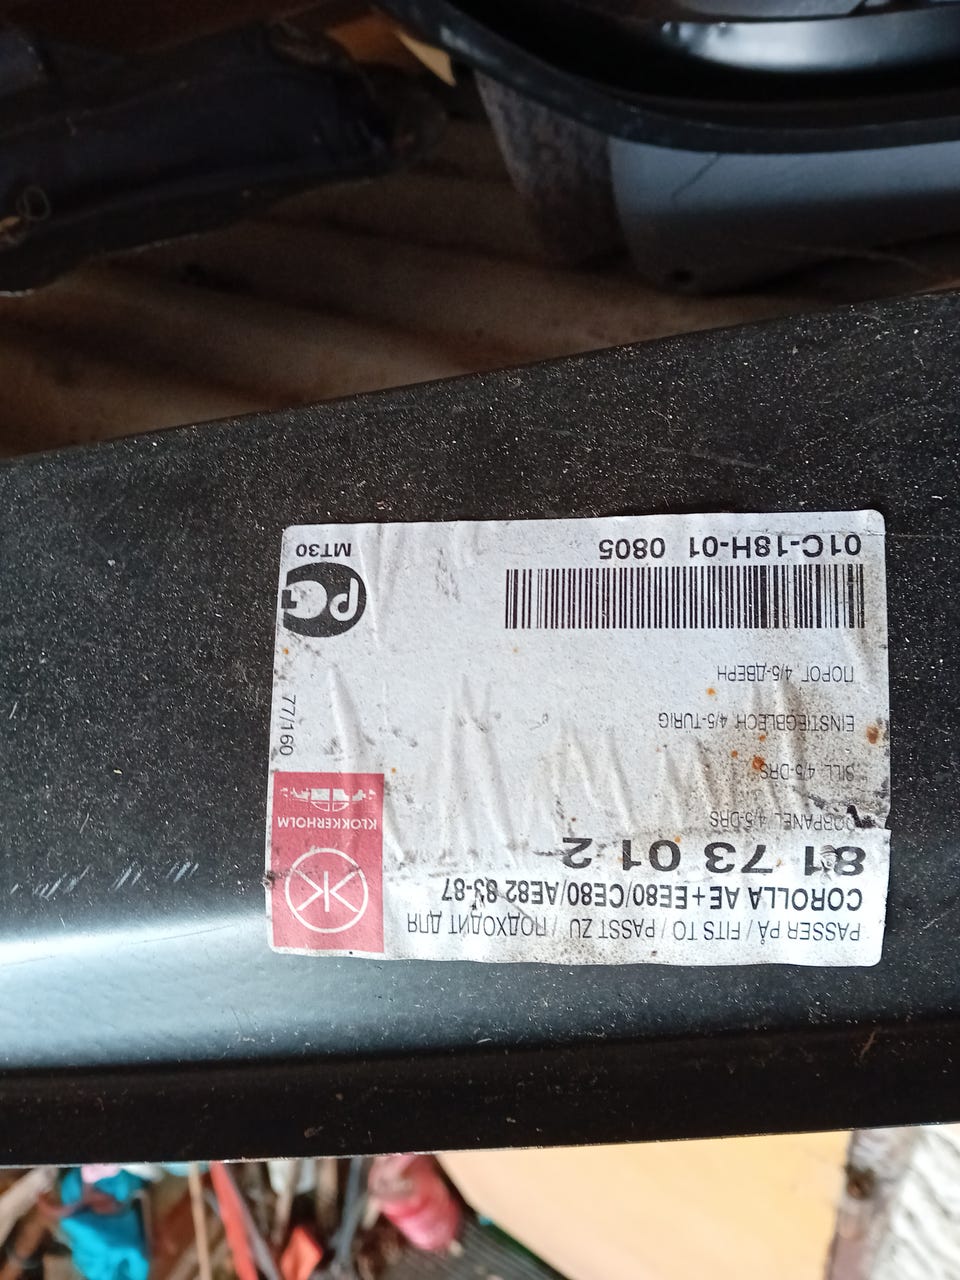 PASSER PÅ / FITS TO / PASST ZU / ПОДХОДИТ ДЛЯ
COROLLA AE+EE80/CE80/AE82 83-87
81 73 01 2
DØRPANEL 4/5-DRS
SILL 4/5-DRS
EINSTIEGBLECH 4/5-TURIG
ПОРОГ 4/5-ДВЕРН
01C-18H-01 0805
KLOKKERHOLM
77/160
РСТ
MT30